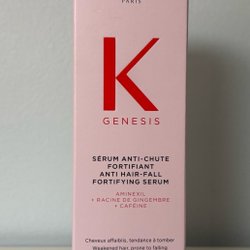 PARIS
K
GENESIS
SÉRUM ANTI-CHUTE
FORTIFIANT
ANTI HAIR-FALL
FORTIFYING SERUM
AMINEXIL
+ RACINE DE GINGEMBRE
+ CAFÉINE
Cheveux affaiblis, tendance à tomber
Weakened hair, prone to falling